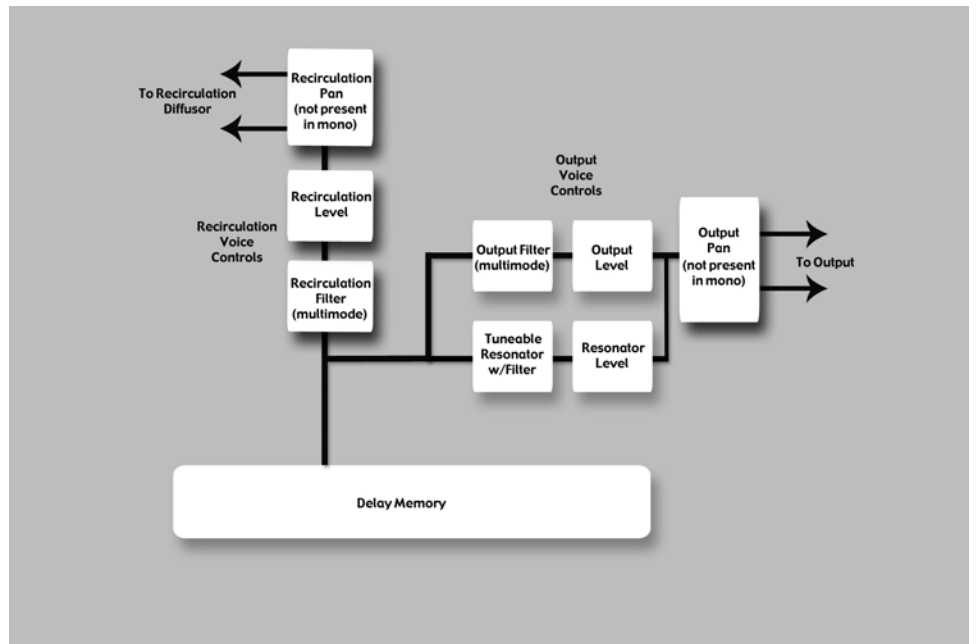 Recirculation
Pan
(not present
in mono)
To Recirculation
Diffusor
Recirculation
Level
Recirculation
Voice
Controls
Recirculation
Filter
(multimode)
Output
Voice
Controls
Output Filter
(multimode)
Output
Level
Output
Pan
(not present
in mono)
To Output
Tuneable
Resonator
w/Filter
Resonator
Level
Delay Memory